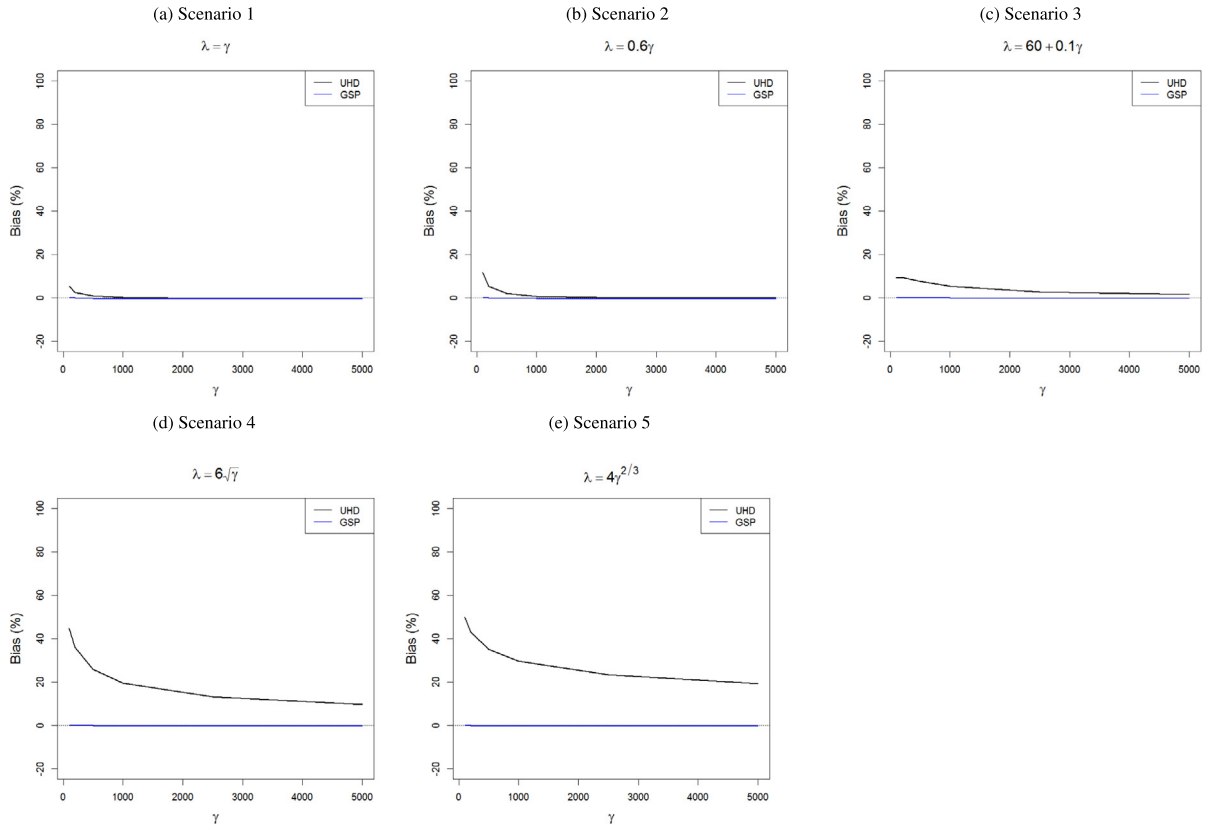 (a) Scenario 1
λ = γ
UHD
GSP
Bias (%)
100
80
60
40
20
0
-20
0 1000 2000 3000 4000 5000
γ
(b) Scenario 2
λ = 0.6γ
UHD
GSP
Bias (%)
100
80
60
40
20
0
-20
0 1000 2000 3000 4000 5000
γ
(c) Scenario 3
λ = 60 + 0.1γ
UHD
GSP
Bias (%)
100
80
60
40
20
0
-20
0 1000 2000 3000 4000 5000
γ
(d) Scenario 4
λ = 6√γ
UHD
GSP
Bias (%)
100
80
60
40
20
0
-20
0 1000 2000 3000 4000 5000
γ
(e) Scenario 5
λ = 4γ^2/3
UHD
GSP
Bias (%)
100
80
60
40
20
0
-20
0 1000 2000 3000 4000 5000
γ